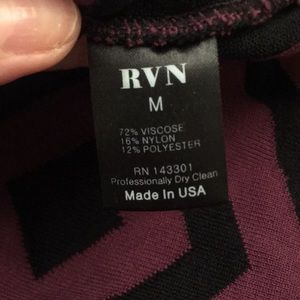 RVN
M
72% VISCOSE
16% NYLON
12% POLYESTER
RN 143301
Professionally Dry Clean
Made In USA